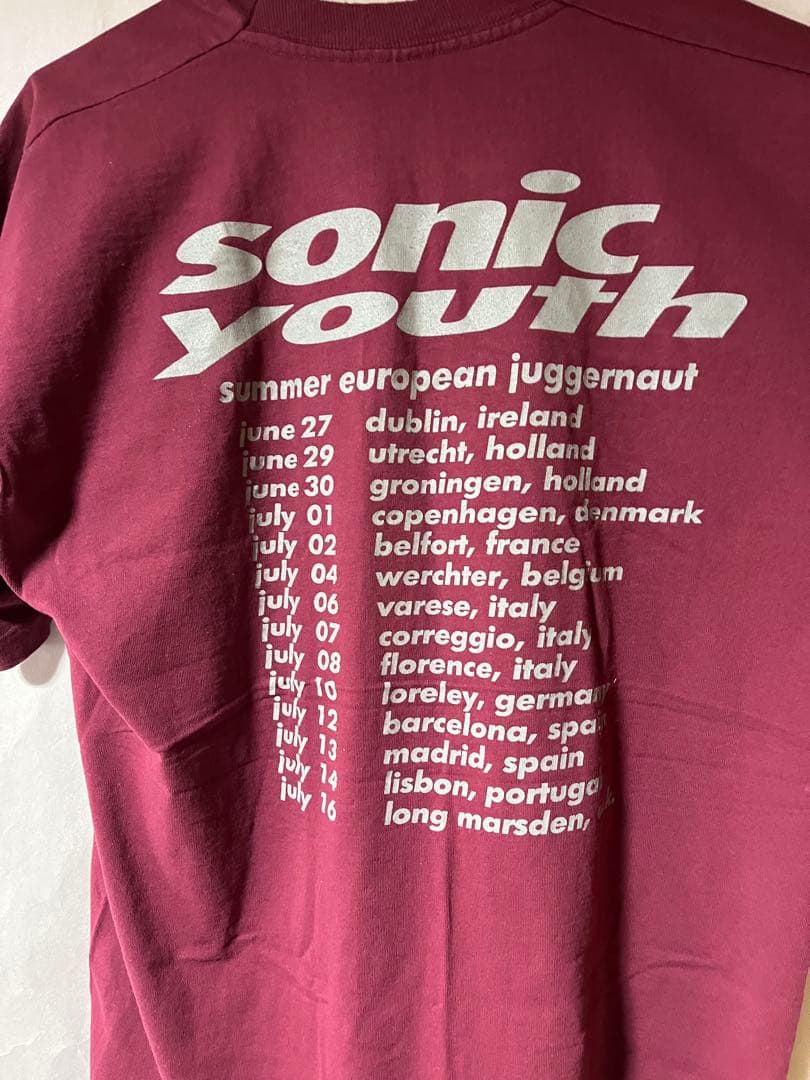 sonic
youth
summer european juggernaut
june 27 dublin, ireland
june 29 utrecht, holland
june 30 groningen, holland
july 01 copenhagen, denmark
july 02 belfort, france
july 04 werchter, belgium
july 06 varese, italy
july 07 correggio, italy
july 08 florence, italy
july 10 loreley, germany
july 12 barcelona, spain
july 13 madrid, spain
july 14 lisbon, portugal
july 16 long marsden,